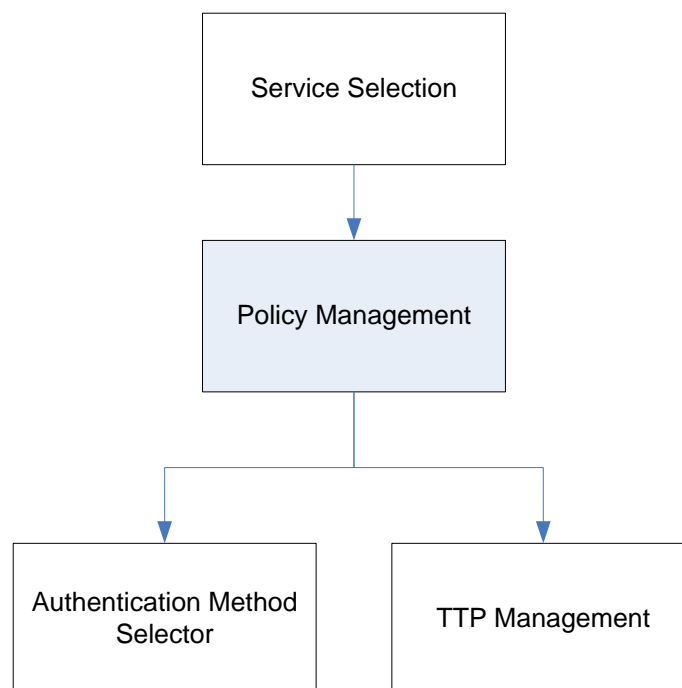 Service Selection
Policy Management
Authentication Method
Selector
TTP Management